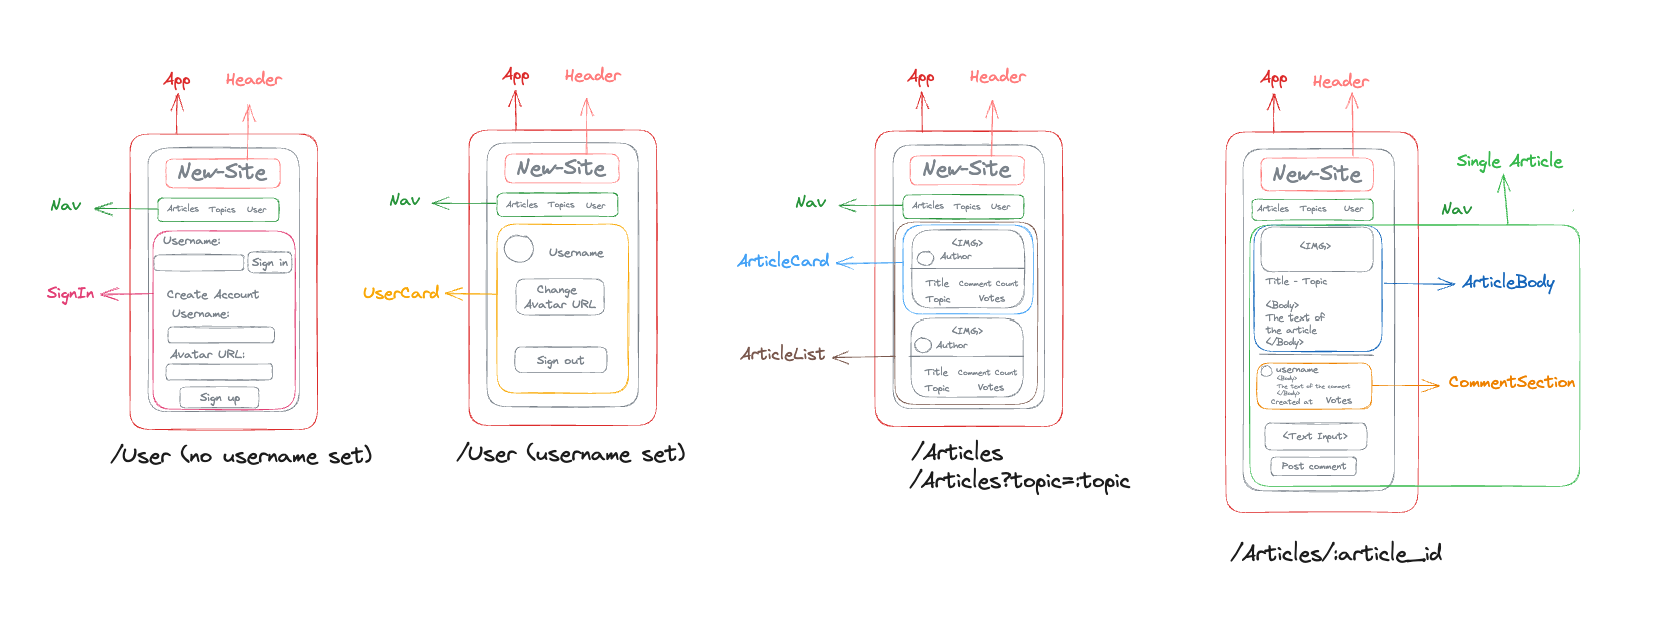 App
Header
New-Site
Nav
Articles Topics User
Username:
Sign in
SignIn
Create Account
Username:
Avatar URL:
Sign up
/User (no username set)
App
Header
New-Site
Nav
Articles Topics User
Username
UserCard
Change
Avatar URL
Sign out
/User (username set)
App
Header
New-Site
Nav
Articles Topics User
<IMG>
Author
ArticleCard
Title Comment Count
Topic Votes
<IMG>
Author
ArticleList
Title Comment Count
Topic Votes
/Articles
/Articles?topic=:topic
App
Header
New-Site
Single Article
Articles Topics User
Nav
<IMG>
Title - Topic
ArticleBody
<Body>
The text of
the article
</Body>
username
<Body>
The text of the comment
</Body>
Created at Votes
CommentSection
<Text Input>
Post comment
/Articles/:article_id